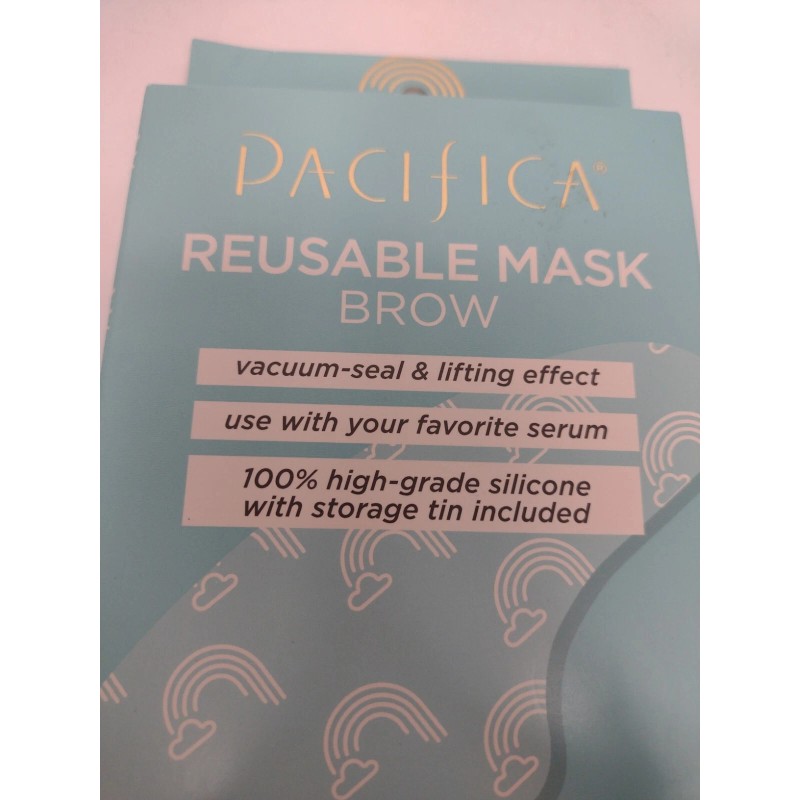 PACIFICA®
REUSABLE MASK
BROW
vacuum-seal & lifting effect
use with your favorite serum
100% high-grade silicone
with storage tin included